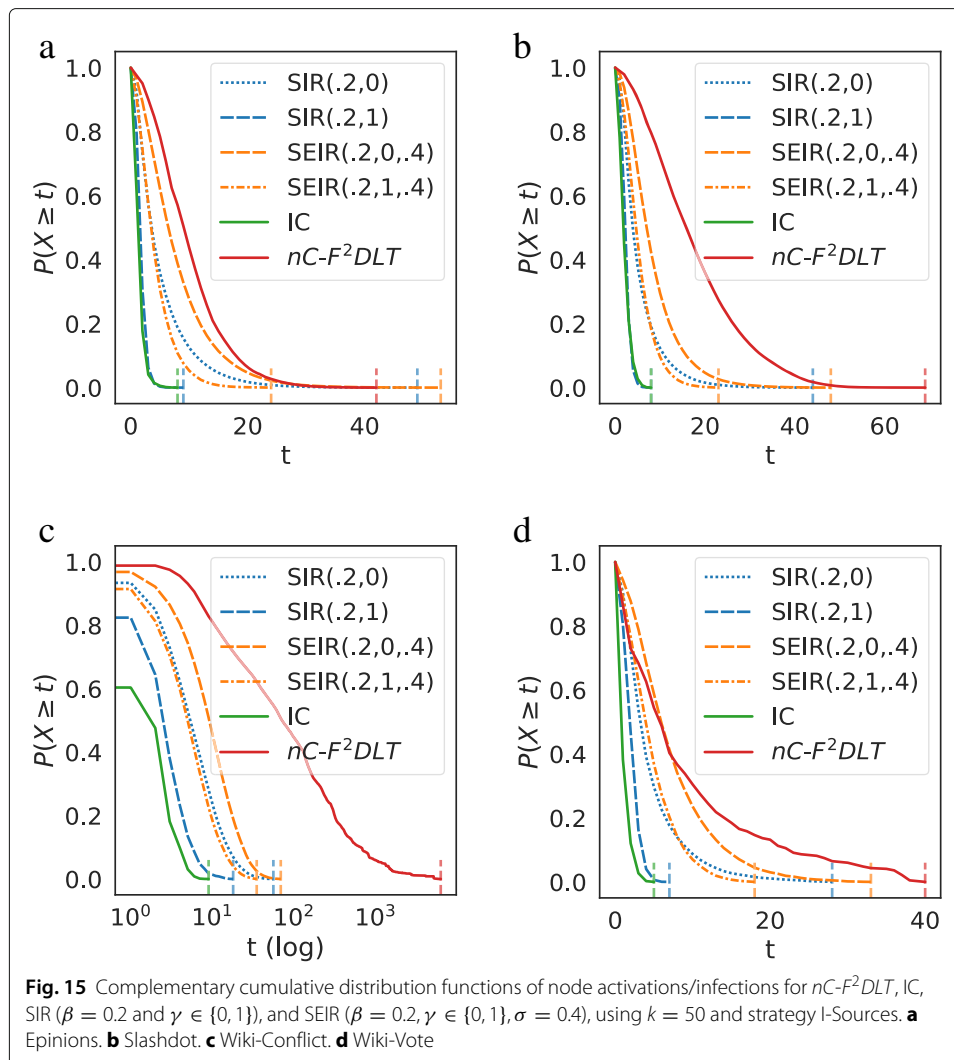 a
1.0
0.8
0.6
0.4
0.2
0.0
P(X ≥ t)
SIR(.2,0)
SIR(.2,1)
SEIR(.2,0,.4)
SEIR(.2,1,.4)
IC
nC-F²DLT
0 20 40
t
b
1.0
0.8
0.6
0.4
0.2
0.0
P(X ≥ t)
SIR(.2,0)
SIR(.2,1)
SEIR(.2,0,.4)
SEIR(.2,1,.4)
IC
nC-F²DLT
0 20 40 60
t
c
1.0
0.8
0.6
0.4
0.2
0.0
P(X ≥ t)
SIR(.2,0)
SIR(.2,1)
SEIR(.2,0,.4)
SEIR(.2,1,.4)
IC
nC-F²DLT
10⁰ 10¹ 10² 10³
t (log)
d
1.0
0.8
0.6
0.4
0.2
0.0
P(X ≥ t)
SIR(.2,0)
SIR(.2,1)
SEIR(.2,0,.4)
SEIR(.2,1,.4)
IC
nC-F²DLT
0 20 40
t
Fig. 15 Complementary cumulative distribution functions of node activations/infections for nC-F²DLT, IC,
SIR (β = 0.2 and γ ∈ {0, 1}), and SEIR (β = 0.2, γ ∈ {0, 1}, σ = 0.4), using k = 50 and strategy I-Sources. a
Epinions. b Slashdot. c Wiki-Conflict. d Wiki-Vote